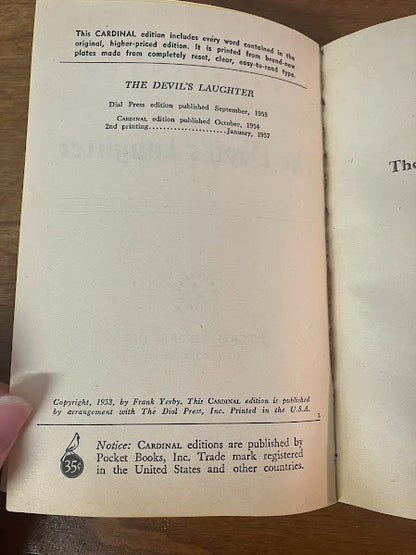 This CARDINAL edition includes every word contained in the
original, higher-priced edition. It is printed from brand-new
plates made from completely reset, clear, easy-to-read type.
THE DEVIL'S LAUGHTER
Dial Press edition published September, 1953
CARDINAL edition published October, 1954
2nd printing.......................January, 1957
Copyright, 1953, by Frank Yerby. This CARDINAL edition is published
by arrangement with The Dial Press, Inc. Printed in the U.S.A.
1
35¢
Notice: CARDINAL editions are published by
Pocket Books, Inc. Trade mark registered
in the United States and other countries.
The